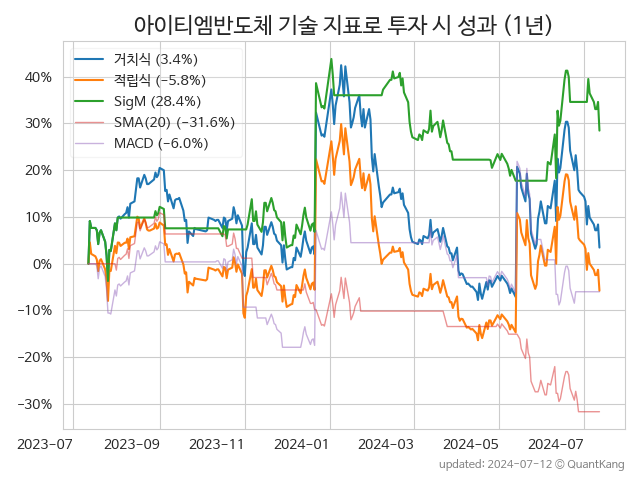 아이티엠반도체 기술 지표로 투자 시 성과 (1년)
거치식 (3.4%)
적립식 (−5.8%)
SigM (28.4%)
SMA(20) (−31.6%)
MACD (−6.0%)
40%
30%
20%
10%
0%
−10%
−20%
−30%
2023-07 2023-09 2023-11 2024-01 2024-03 2024-05 2024-07
updated: 2024-07-12 © QuantKang